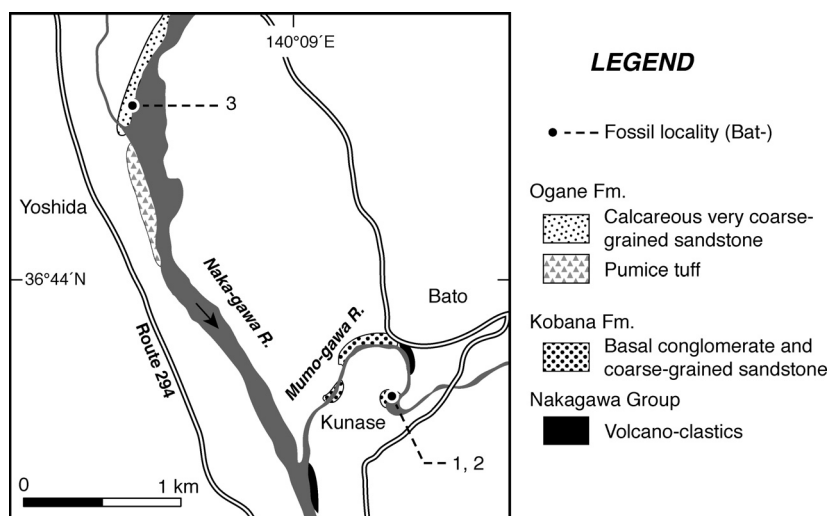 140°09´E
3
Yoshida
36°44´N
Naka-gawa R.
Bato
Mumo-gawa R.
Route 294
Kunase
1, 2
0
1 km
LEGEND
Fossil locality (Bat-)
Ogane Fm.
Calcareous very coarse-
grained sandstone
Pumice tuff
Kobana Fm.
Basal conglomerate and
coarse-grained sandstone
Nakagawa Group
Volcano-clastics